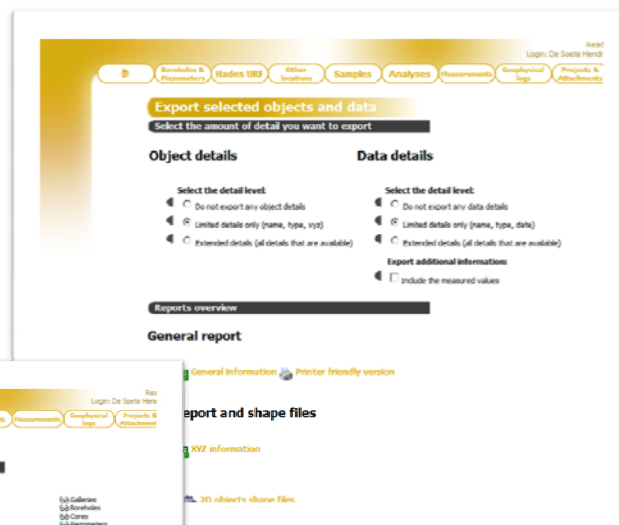 Read
Login: De Soete Hendr
Boreholes & Piezometers Hades URF Other locations Samples Analyses Measurements Geophysical logs Projects & Attachments
Export selected objects and data
Select the amount of detail you want to export
Object details Data details
Select the detail level: Select the detail level:
Do not export any object details Do not export any data details
Limited details only (name, type, xyz) Limited details only (name, type, date)
Extended details (all details that are available) Extended details (all details that are available)
Export additional information:
Include the measured values
Reports overview
General report
General information Printer friendly version
eport and shape files
XYZ information
2D objects shape files
Rea
Login: De Soete Hen
Measurements Geophysical logs Projects & Attachment
Galleries
Boreholes
Cores
Piezometers